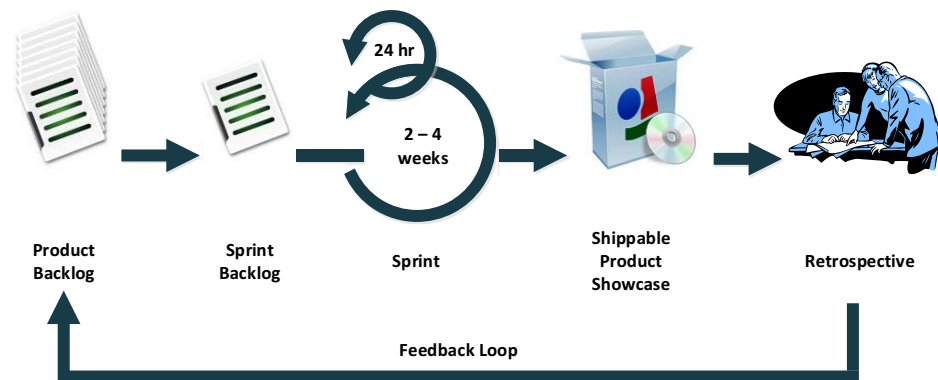 24 hr
2 – 4
weeks
Product
Backlog
Sprint
Backlog
Sprint
Shippable
Product
Showcase
Retrospective
Feedback Loop